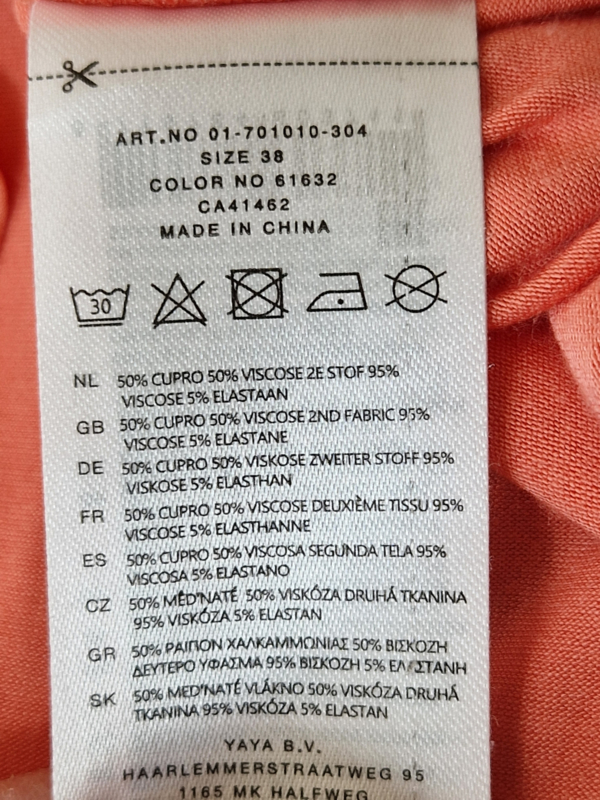 ART.NO 01-701010-304
SIZE 38
COLOR NO 61632
CA41462
MADE IN CHINA
30
NL 50% CUPRO 50% VISCOSE 2E STOF 95%
VISCOSE 5% ELASTAAN
GB 50% CUPRO 50% VISCOSE 2ND FABRIC 95%
VISCOSE 5% ELASTANE
DE 50% CUPRO 50% VISKOSE ZWEITER STOFF 95%
VISKOSE 5% ELASTHAN
FR 50% CUPRO 50% VISCOSE DEUXIÈME TISSU 95%
VISCOSE 5% ELASTHANNE
ES 50% CUPRO 50% VISCOSA SEGUNDA TELA 95%
VISCOSA 5% ELASTANO
CZ 50% MĚD'NATÉ 50% VISKÓZA DRUHÁ TKANINA
95% VISKÓZA 5% ELASTAN
GR 50% ΡΑΙΓΙΟΝ ΧΑΛΚΑΜΜΩΝΙΑΣ 50% ΒΙΣΚΟΖΗ
ΔΕΥΤΕΡΟ ΥΦΑΣΜΑ 95% ΒΙΣΚΟΖΗ 5% ΕΛΑΣΤΑΝΗ
SK 50% MED'NATÉ VLÁKNO 50% VISKÓZA DRUHÁ
TKANINA 95% VISKÓZA 5% ELASTAN
YAYA B.V.
HAARLEMMERSTRAATWEG 95
1165 MK HALFWEG